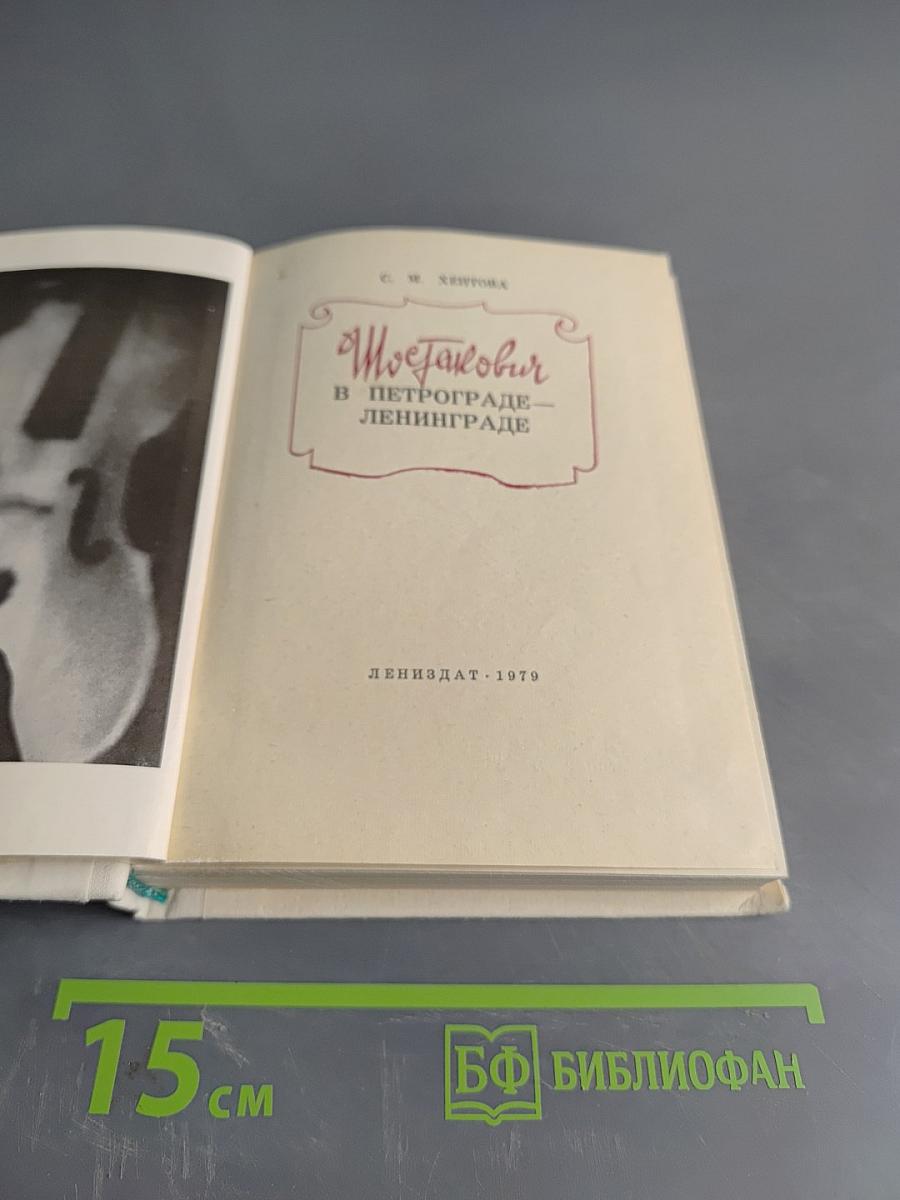 С. М. ХЕНТОВА
Шостакович
В ПЕТРОГРАДЕ—
ЛЕНИНГРАДЕ
ЛЕНИЗДАТ · 1979
15 см
БФ БИБЛИОФАН